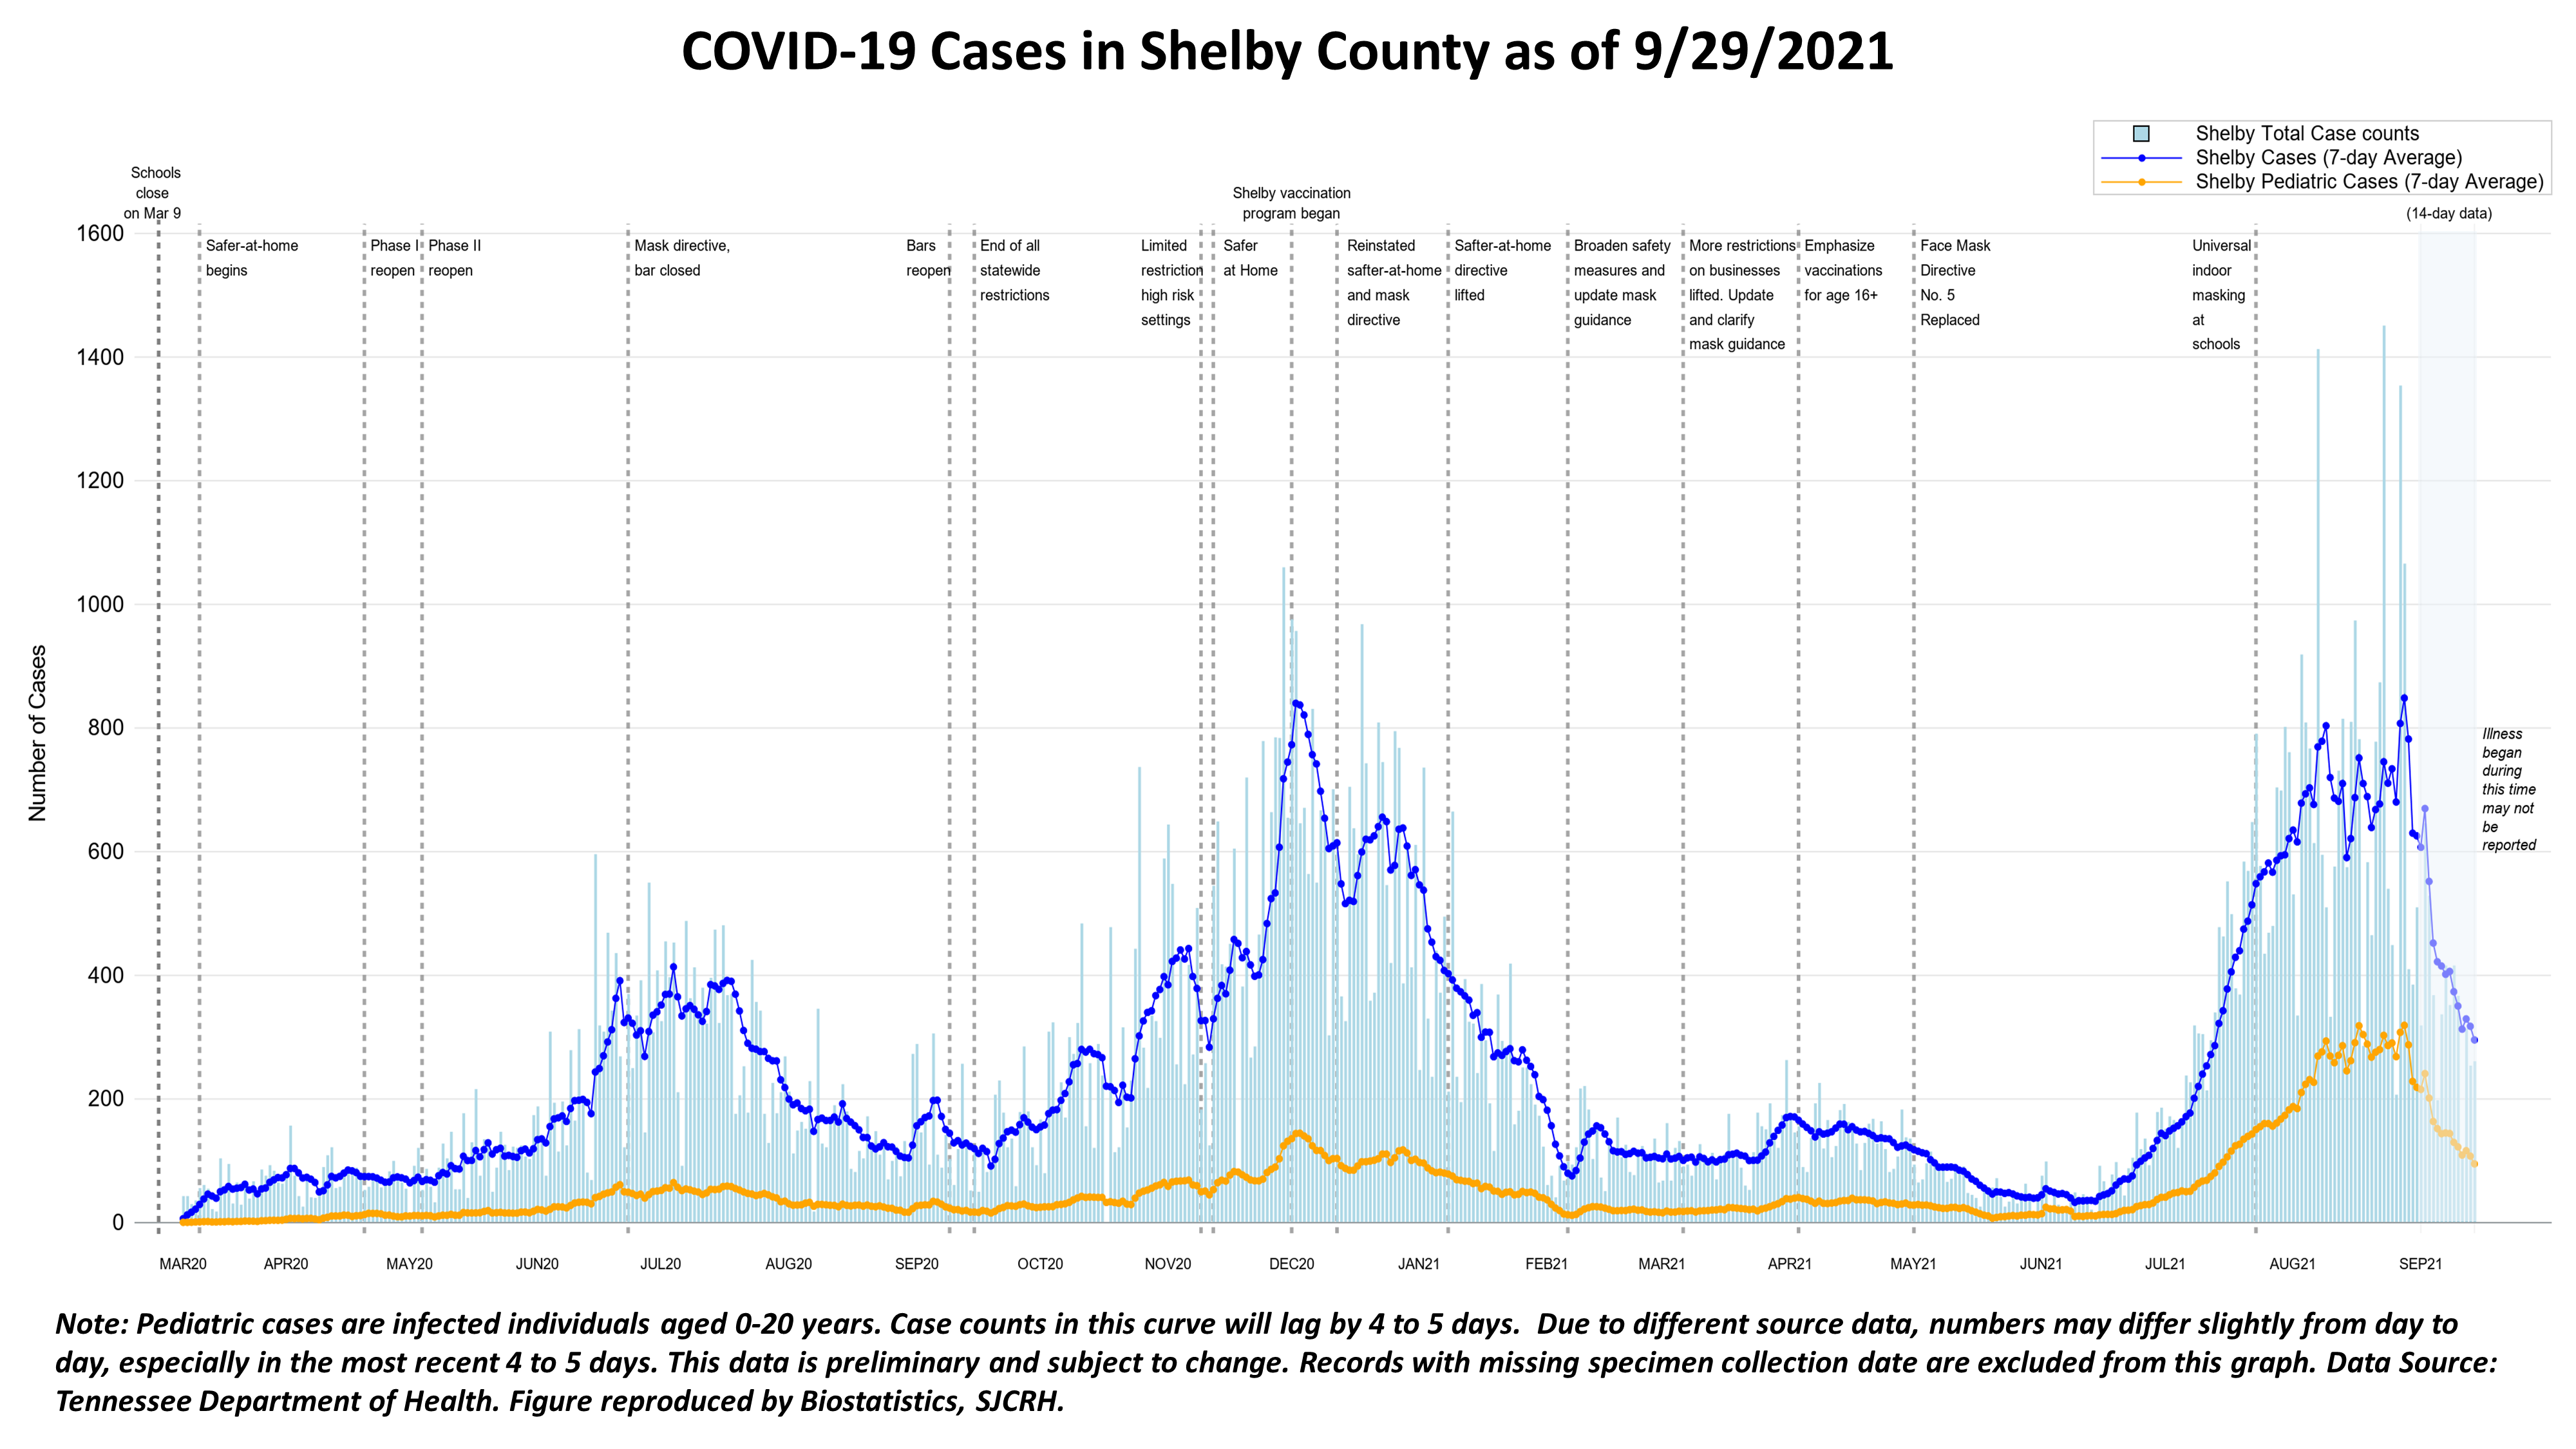 COVID-19 Cases in Shelby County as of 9/29/2021
Shelby Total Case counts
Shelby Cases (7-day Average)
Shelby Pediatric Cases (7-day Average)
Schools
close
on Mar 9
Shelby vaccination
program began
(14-day data)
Safer-at-home
begins
Phase I
reopen
Phase II
reopen
Mask directive,
bar closed
Bars
reopen
End of all
statewide
restrictions
Limited
restriction
high risk
settings
Safer
at Home
Reinstated
safter-at-home
and mask
directive
Safter-at-home
directive
lifted
Broaden safety
measures and
update mask
guidance
More restrictions
on businesses
lifted. Update
and clarify
mask guidance
Emphasize
vaccinations
for age 16+
Face Mask
Directive
No. 5
Replaced
Universal
indoor
masking
at
schools
Illness
began
during
this time
may not
be
reported
Number of Cases
1600
1400
1200
1000
800
600
400
200
0
MAR20 APR20 MAY20 JUN20 JUL20 AUG20 SEP20 OCT20 NOV20 DEC20 JAN21 FEB21 MAR21 APR21 MAY21 JUN21 JUL21 AUG21 SEP21
Note: Pediatric cases are infected individuals aged 0-20 years. Case counts in this curve will lag by 4 to 5 days.  Due to different source data, numbers may differ slightly from day to
day, especially in the most recent 4 to 5 days. This data is preliminary and subject to change. Records with missing specimen collection date are excluded from this graph. Data Source:
Tennessee Department of Health. Figure reproduced by Biostatistics, SJCRH.